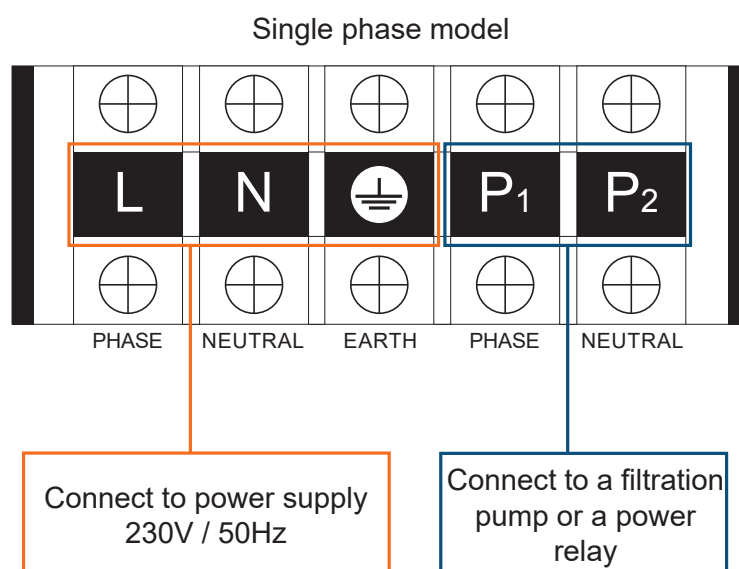 Single phase model
L N P1 P2
PHASE NEUTRAL EARTH PHASE NEUTRAL
Connect to power supply
230V / 50Hz
Connect to a filtration
pump or a power
relay